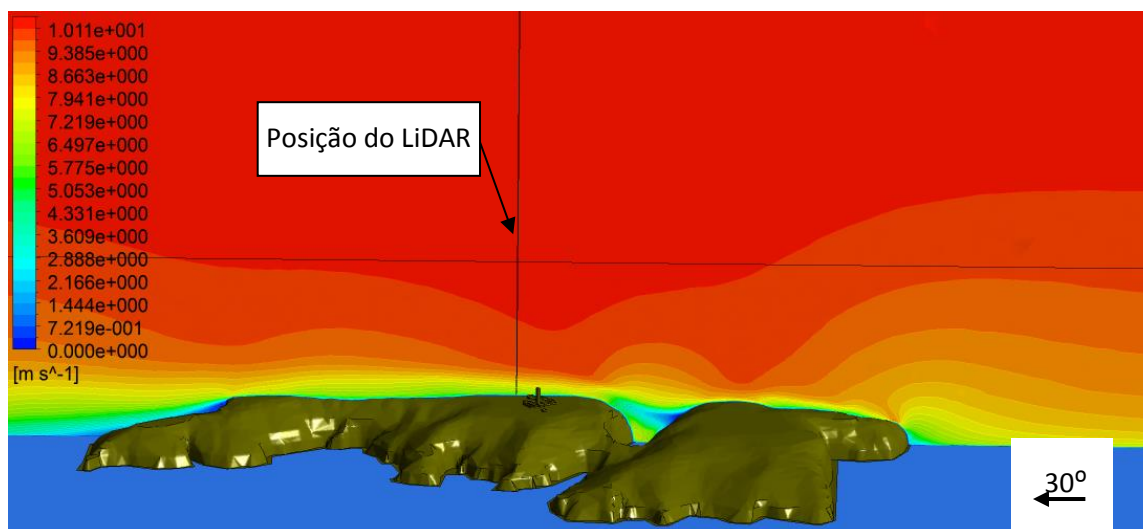 1.011e+001
9.385e+000
8.663e+000
7.941e+000
7.219e+000
6.497e+000
5.775e+000
5.053e+000
4.331e+000
3.609e+000
2.888e+000
2.166e+000
1.444e+000
7.219e-001
0.000e+000
[m s^-1]
Posição do LiDAR
30º